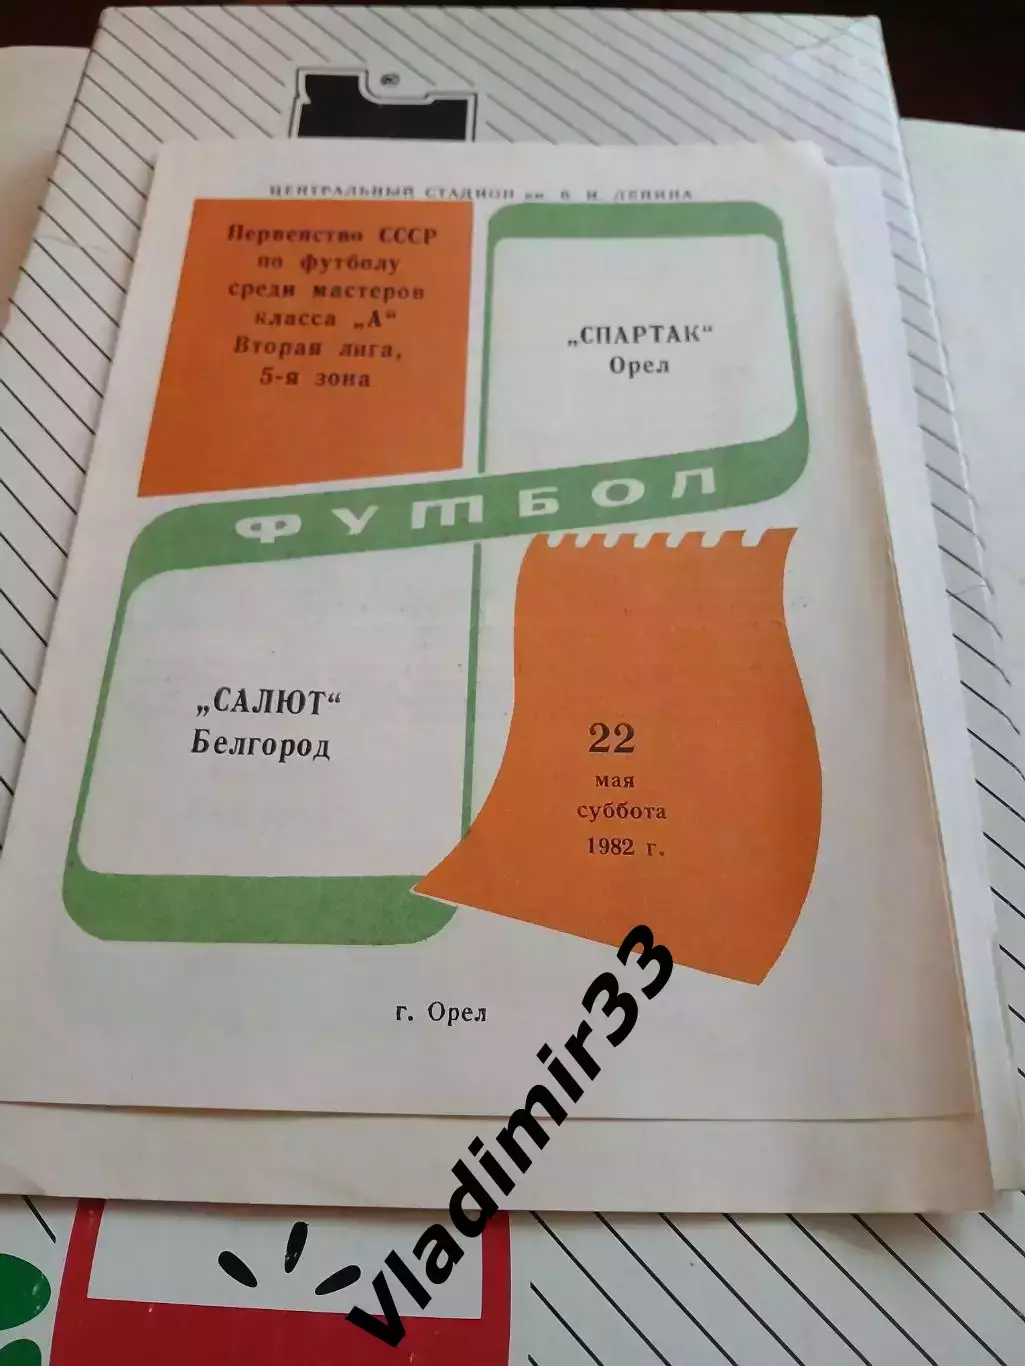 ®
ЦЕНТРАЛЬНЫЙ СТАДИОН им. В. И. ЛЕНИНА
Первенство СССР
по футболу
среди мастеров
класса „А“
Вторая лига,
5-я зона
„СПАРТАК“
Орел
ФУТБОЛ
„САЛЮТ“
Белгород
22
мая
суббота
1982 г.
г. Орел
vladimir33